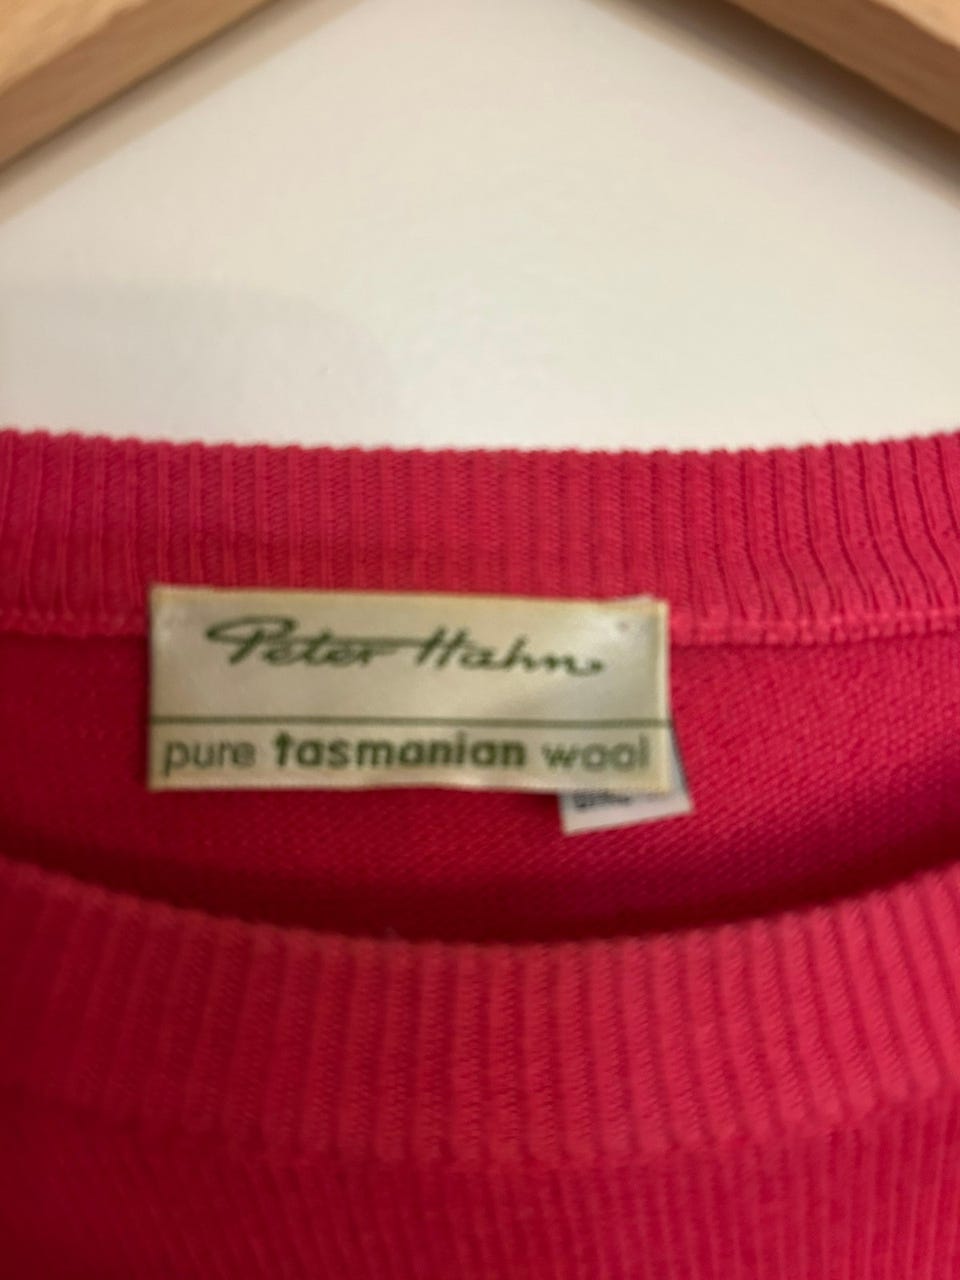 Peter Hahn
pure tasmanian wool